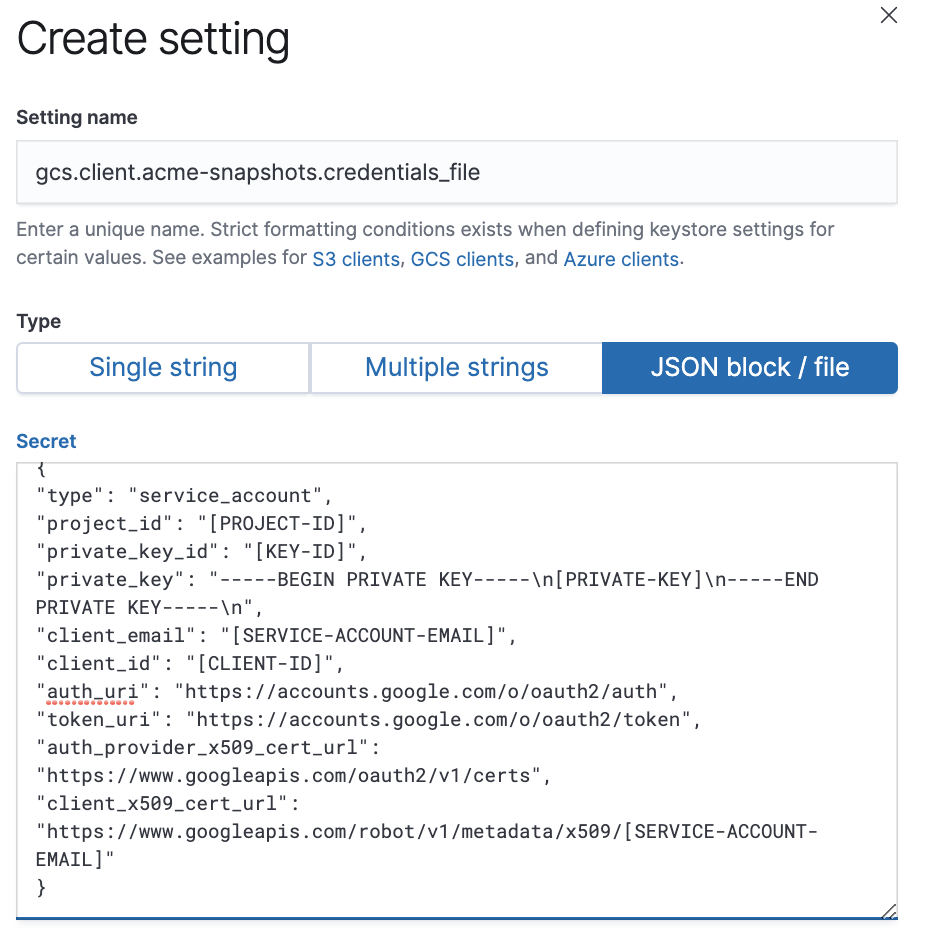 Create setting
Setting name
gcs.client.acme-snapshots.credentials_file
Enter a unique name. Strict formatting conditions exists when defining keystore settings for
certain values. See examples for S3 clients, GCS clients, and Azure clients.
Type
Single string Multiple strings JSON block / file
Secret
{
"type": "service_account",
"project_id": "[PROJECT-ID]",
"private_key_id": "[KEY-ID]",
"private_key": "-----BEGIN PRIVATE KEY-----\n[PRIVATE-KEY]\n-----END
PRIVATE KEY-----\n",
"client_email": "[SERVICE-ACCOUNT-EMAIL]",
"client_id": "[CLIENT-ID]",
"auth_uri": "https://accounts.google.com/o/oauth2/auth",
"token_uri": "https://accounts.google.com/o/oauth2/token",
"auth_provider_x509_cert_url":
"https://www.googleapis.com/oauth2/v1/certs",
"client_x509_cert_url":
"https://www.googleapis.com/robot/v1/metadata/x509/[SERVICE-ACCOUNT-
EMAIL]"
}